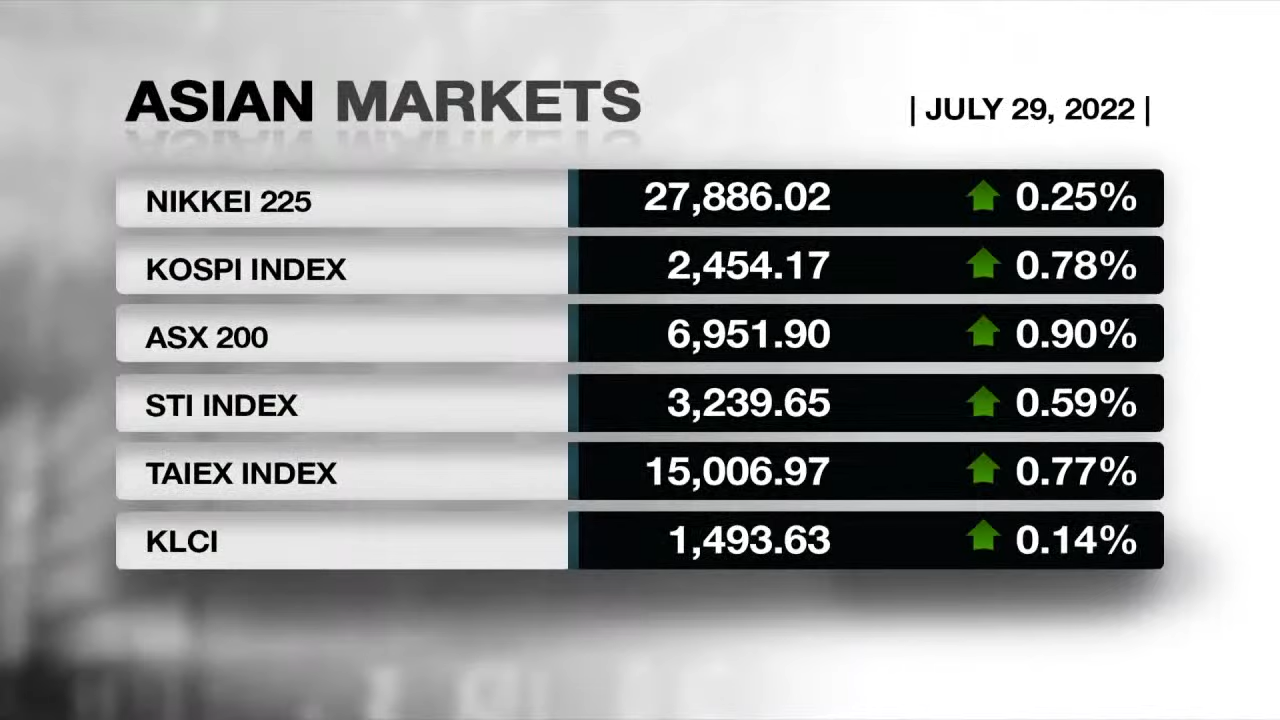 ASIAN MARKETS
| JULY 29, 2022 |
NIKKEI 225 27,886.02 0.25%
KOSPI INDEX 2,454.17 0.78%
ASX 200 6,951.90 0.90%
STI INDEX 3,239.65 0.59%
TAIEX INDEX 15,006.97 0.77%
KLCI 1,493.63 0.14%